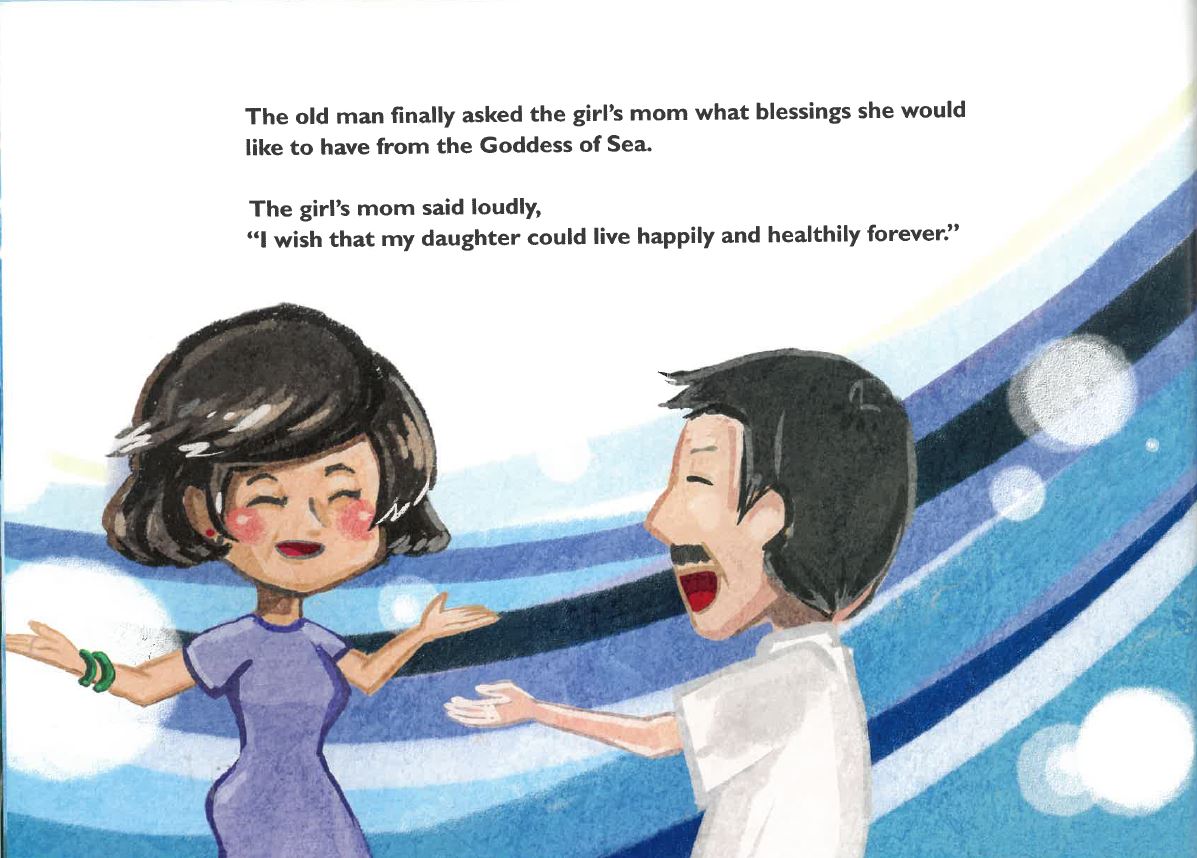 The old man finally asked the girl’s mom what blessings she would
like to have from the Goddess of Sea.
The girl’s mom said loudly,
“I wish that my daughter could live happily and healthily forever.”